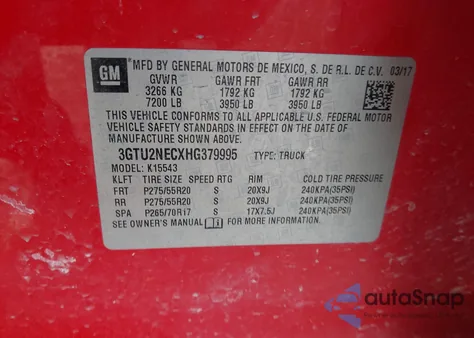 GM
MFD BY GENERAL MOTORS DE MEXICO, S. DE R.L. DE C.V. 03/17
GVWR GAWR FRT GAWR RR
3266 KG 1792 KG 1792 KG
7200 LB 3950 LB 3950 LB
THIS VEHICLE CONFORMS TO ALL APPLICABLE U.S. FEDERAL MOTOR
VEHICLE SAFETY STANDARDS IN EFFECT ON THE DATE OF
MANUFACTURE SHOWN ABOVE.
3GTU2NECXHG379995 TYPE: TRUCK
MODEL: K15543
KLFT TIRE SIZE SPEED RTG RIM COLD TIRE PRESSURE
FRT P275/55R20 S 20X9J 240KPA(35PSI)
RR P275/55R20 S 20X9J 240KPA(35PSI)
SPA P265/70R17 S 17X7.5J 240KPA(35PSI)
SEE OWNER'S MANUAL FOR MORE INFORMATION.
autoSnap